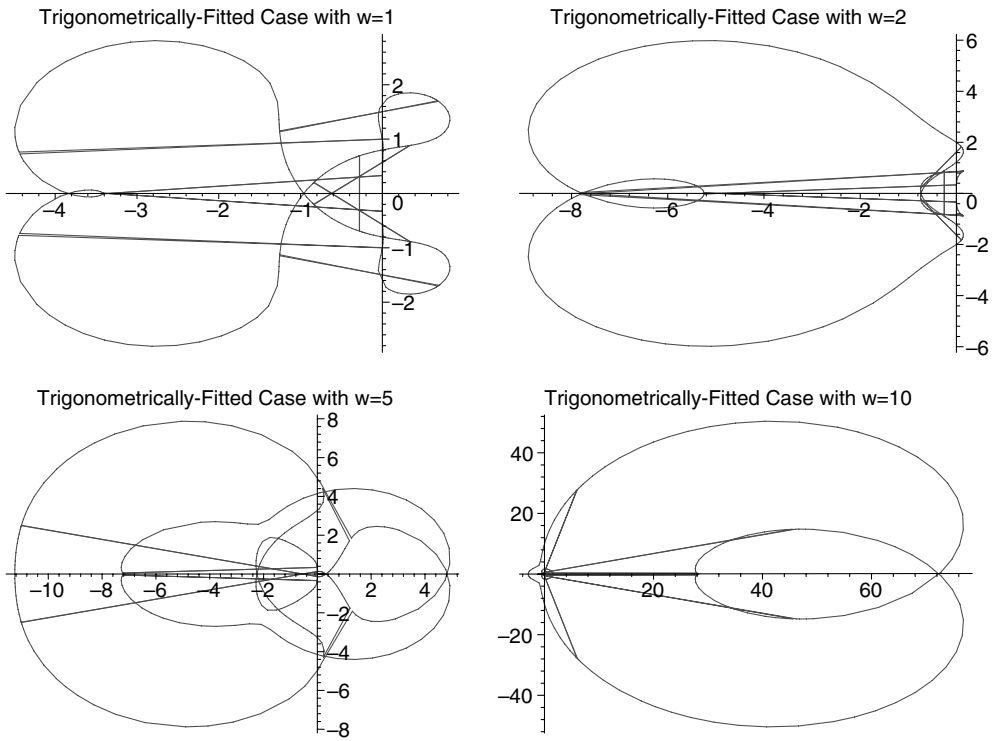 Trigonometrically-Fitted Case with w=1
2
1
−4 −3 −2 −1 0
−1
−2
Trigonometrically-Fitted Case with w=2
6
4
2
−8 −6 −4 −2 0
−2
−4
−6
Trigonometrically-Fitted Case with w=5
8
6
4
2
−10 −8 −6 −4 −2 0 2 4
−2
−4
−6
−8
Trigonometrically-Fitted Case with w=10
40
20
20 40 60
−20
−40